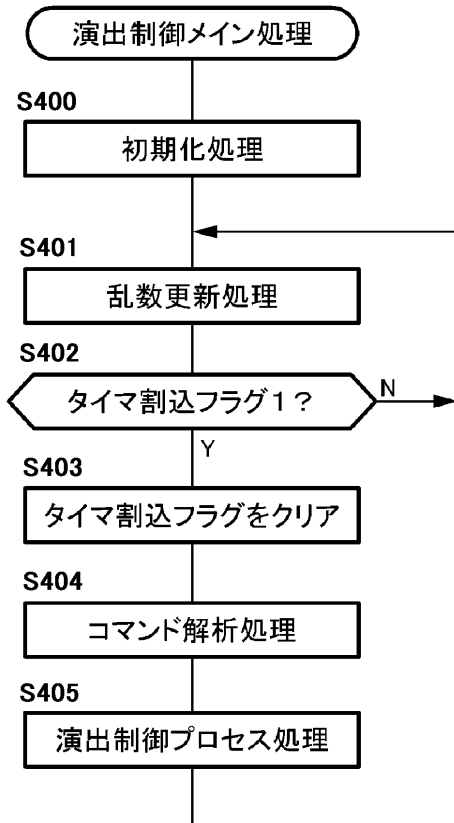 演出制御メイン処理
S400
初期化処理
S401
乱数更新処理
S402
タイマ割込フラグ1?
N
Y
S403
タイマ割込フラグをクリア
S404
コマンド解析処理
S405
演出制御プロセス処理